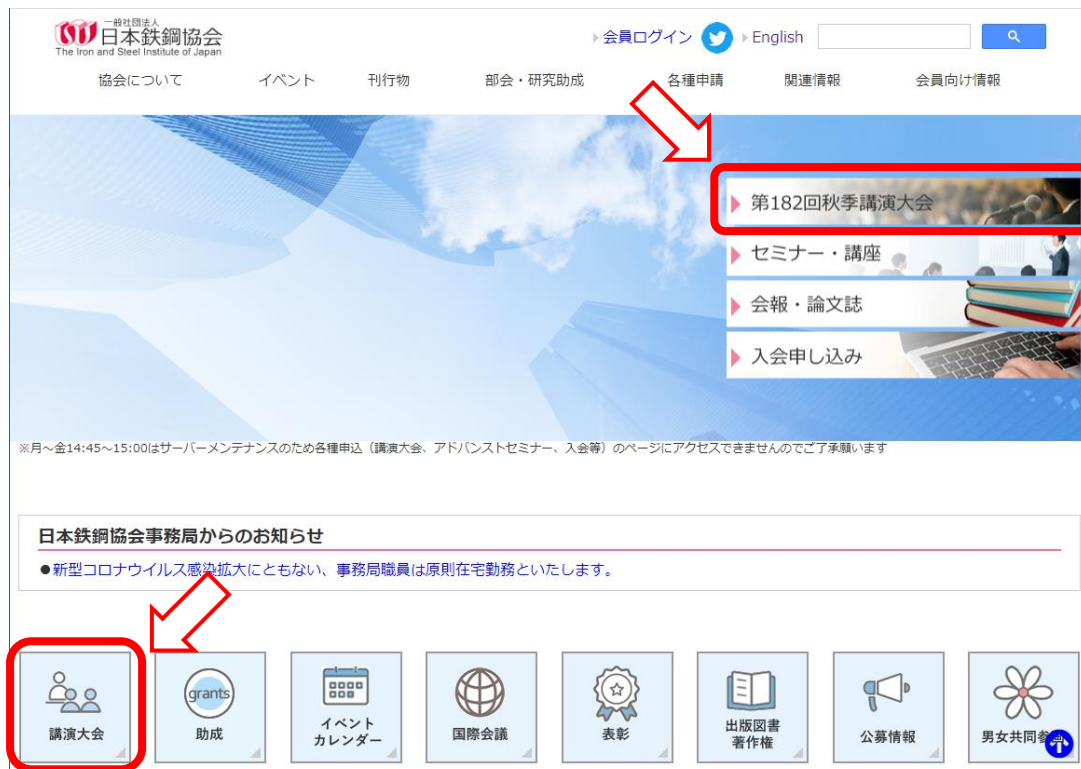 一般社団法人
日本鉄鋼協会
The Iron and Steel Institute of Japan
会員ログイン English
協会について イベント 刊行物 部会・研究助成 各種申請 関連情報 会員向け情報
第182回秋季講演大会
セミナー・講座
会報・論文誌
入会申し込み
※月~金14:45~15:00はサーバーメンテナンスのため各種申込（講演大会、アドバンストセミナー、入会等）のページにアクセスできませんのでご了承願います
日本鉄鋼協会事務局からのお知らせ
●新型コロナウイルス感染拡大にともない、事務局職員は原則在宅勤務といたします。
grants
講演大会 助成 イベント
カレンダー 国際会議 表彰 出版図書
著作権 公募情報 男女共同参画